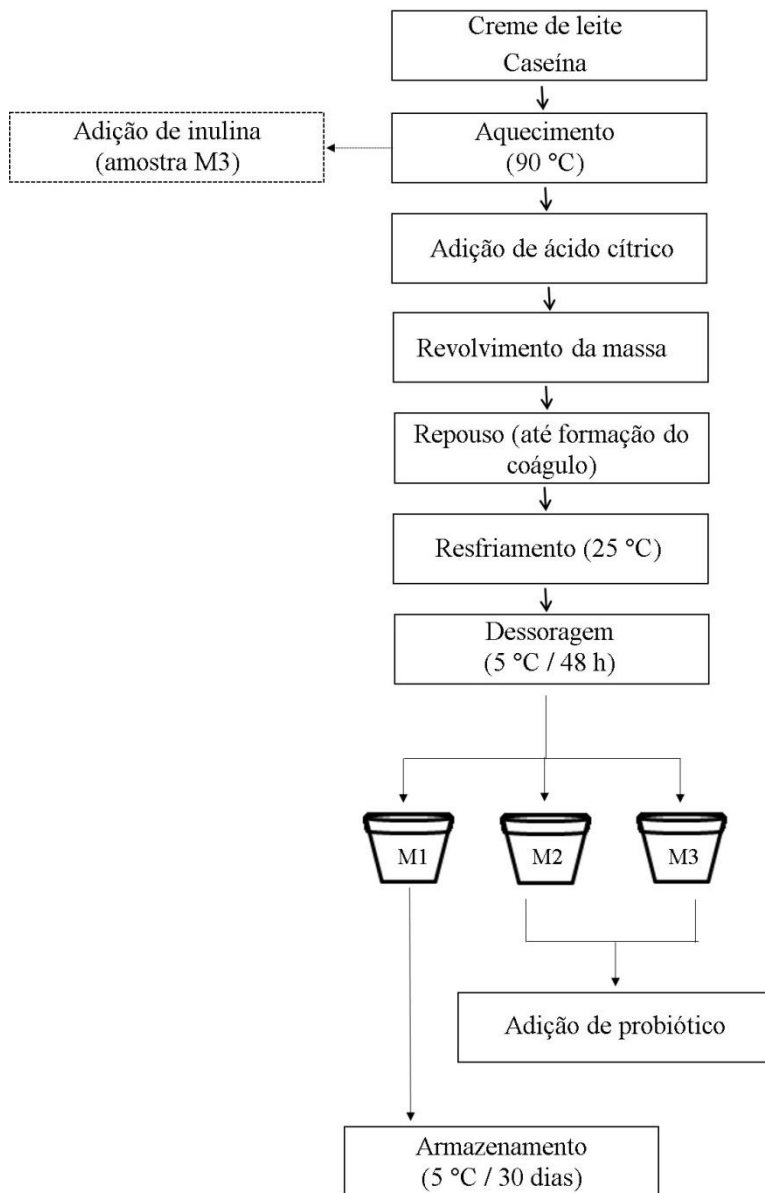 Creme de leite
Caseína
Adição de inulina
(amostra M3)
Aquecimento
(90 °C)
Adição de ácido cítrico
Revolvimento da massa
Repouso (até formação do
coágulo)
Resfriamento (25 °C)
Dessoragem
(5 °C / 48 h)
M1
M2
M3
Adição de probiótico
Armazenamento
(5 °C / 30 dias)